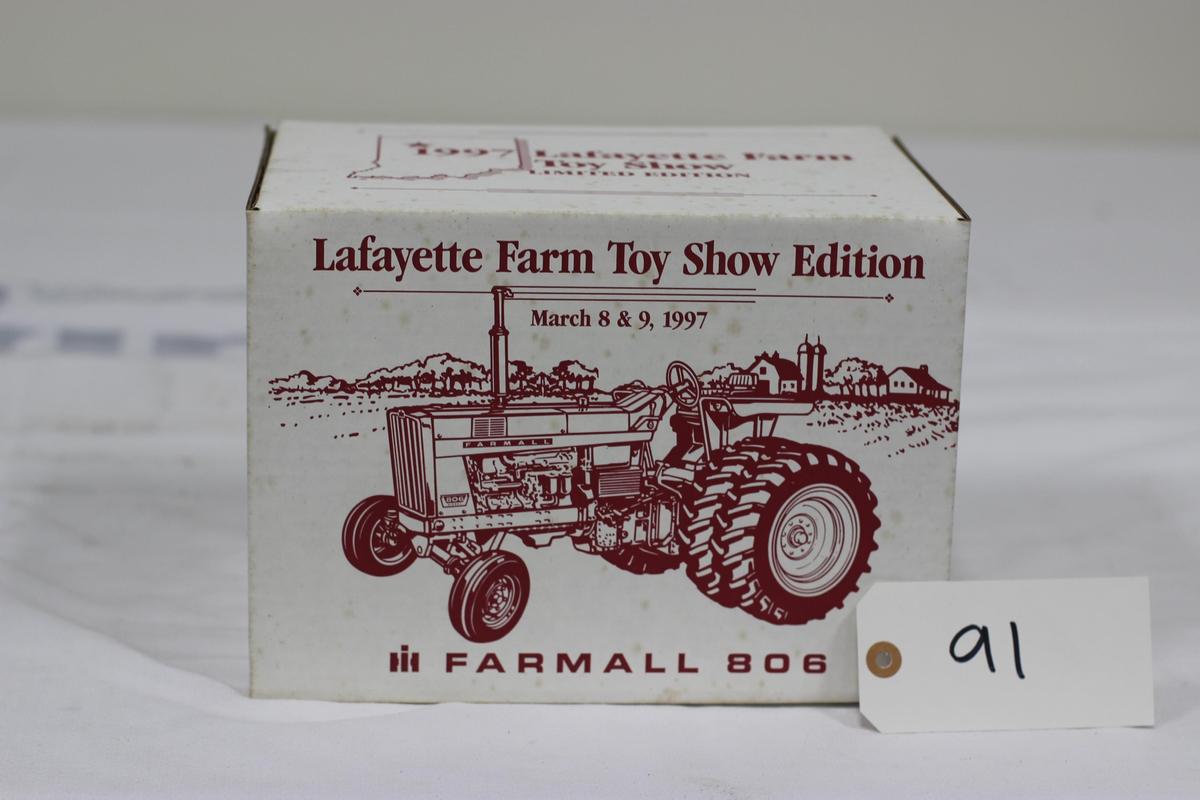 1997 Lafayette Farm
Toy Show
LIMITED EDITION
Lafayette Farm Toy Show Edition
March 8 & 9, 1997
FARMALL
806
IH FARMALL 806
91